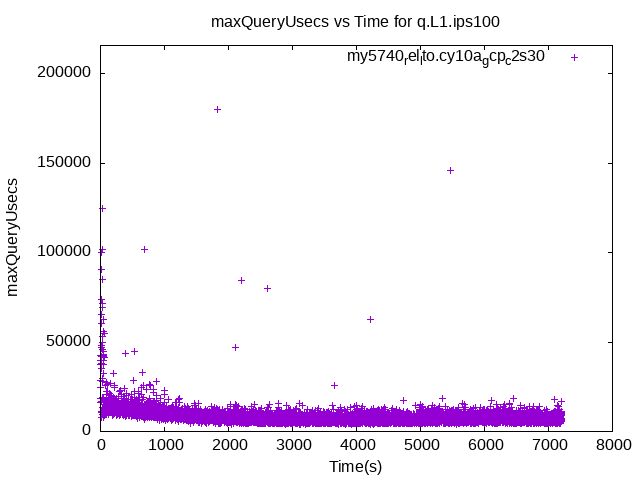 maxQueryUsecs vs Time for q.L1.ips100
my5740relito.cy10agcpc2s30
200000
150000
100000
50000
0
maxQueryUsecs
0 1000 2000 3000 4000 5000 6000 7000 8000
Time(s)